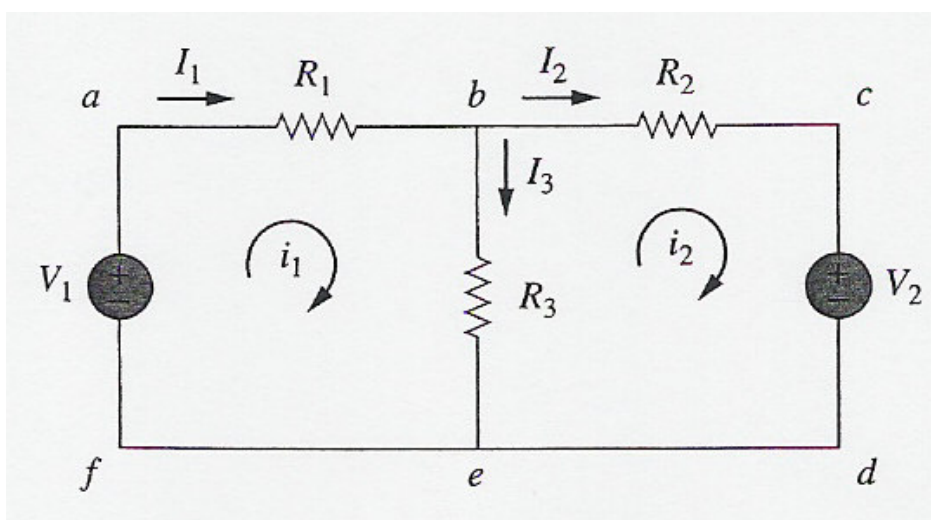 I₁ R₁ I₂ R₂
a b c
I₃
i₁ i₂
V₁ + − R₃ + − V₂
f e d